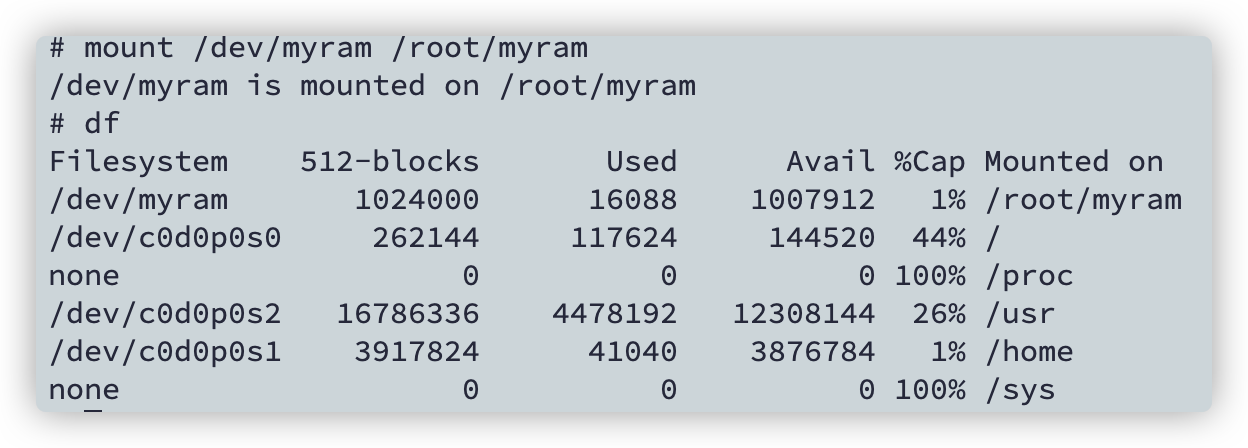 # mount /dev/myram /root/myram
/dev/myram is mounted on /root/myram
# df
Filesystem    512-blocks       Used      Avail %Cap Mounted on
/dev/myram       1024000      16088    1007912   1% /root/myram
/dev/c0d0p0s0     262144     117624     144520  44% /
none                   0          0          0 100% /proc
/dev/c0d0p0s2   16786336    4478192   12308144  26% /usr
/dev/c0d0p0s1    3917824      41040    3876784   1% /home
none                   0          0          0 100% /sys